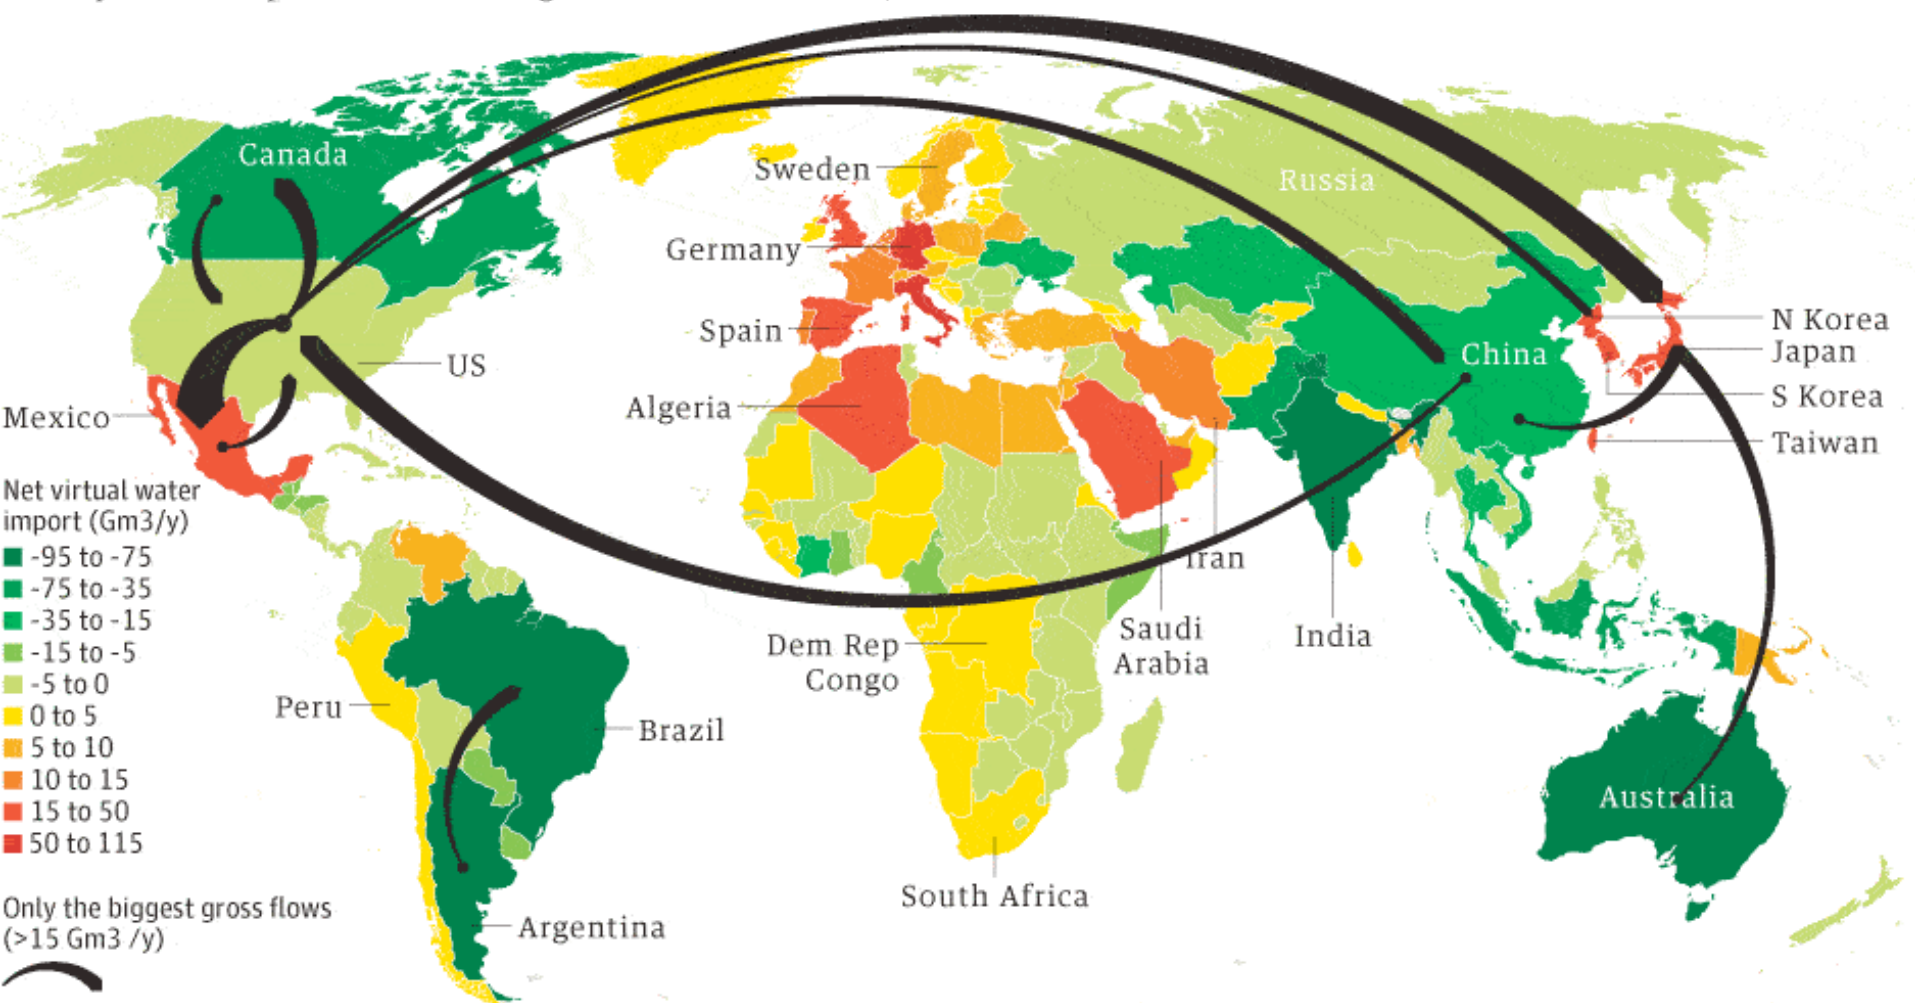 Canada
Sweden
Russia
Germany
Spain
US
China
N Korea
Japan
S Korea
Taiwan
Algeria
Mexico
Net virtual water
import (Gm3/y)
-95 to -75
-75 to -35
-35 to -15
-15 to -5
-5 to 0
0 to 5
5 to 10
10 to 15
15 to 50
50 to 115
Iran
Saudi
Arabia
India
Dem Rep
Congo
Peru
Brazil
Australia
South Africa
Argentina
Only the biggest gross flows
(>15 Gm3 /y)